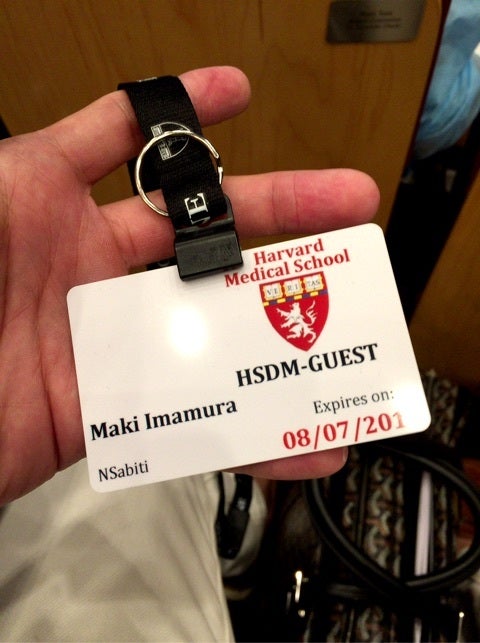 Harvard
Medical School
VE RI TAS
HSDM-GUEST
Maki Imamura
Expires on:
08/07/201
NSabiti